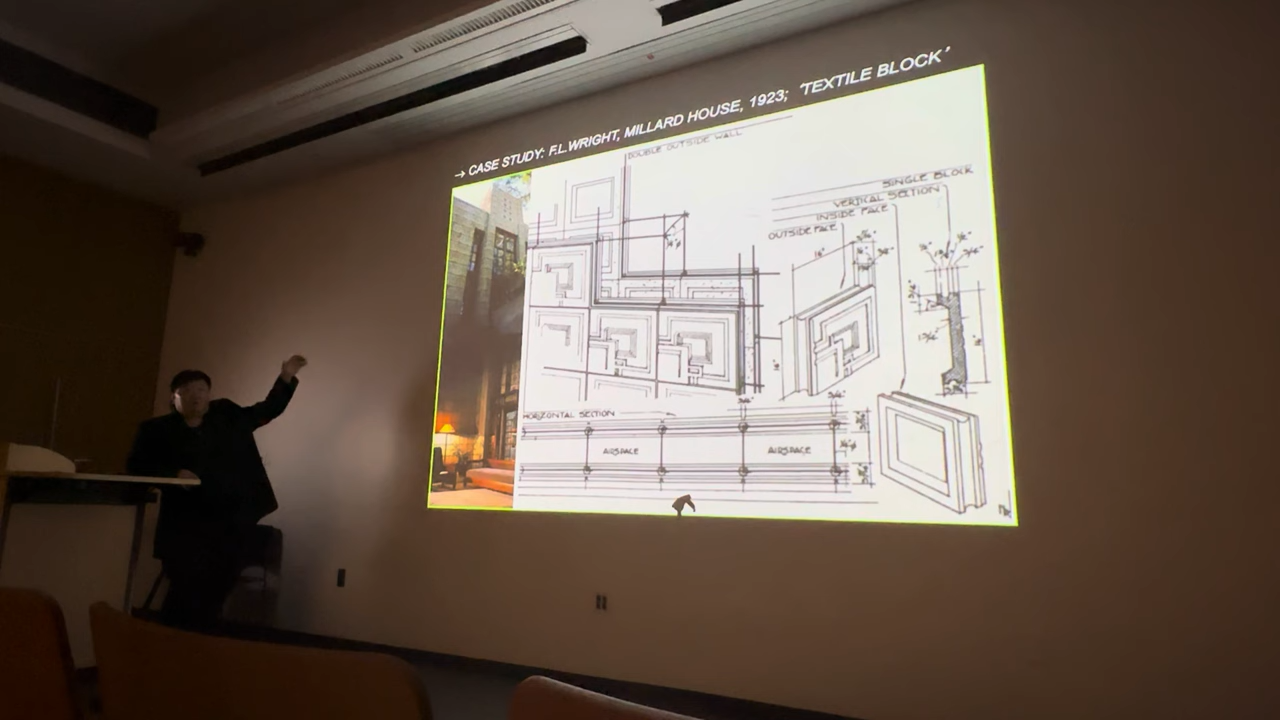 → CASE STUDY: F.L.WRIGHT, MILLARD HOUSE, 1923; 'TEXTILE BLOCK'
DOUBLE OUTSIDE WALL
SINGLE BLOCK
VERTICAL SECTION
INSIDE FACE
OUTSIDE FACE
16"
HORIZONTAL SECTION
AIRSPACE AIRSPACE